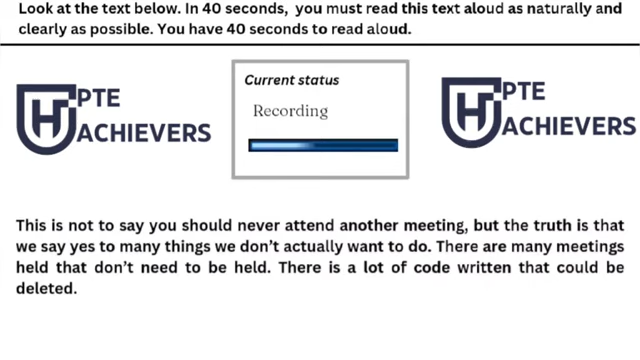 Look at the text below. In 40 seconds, you must read this text aloud as naturally and
clearly as possible. You have 40 seconds to read aloud.
PTE
ACHIEVERS
Current status
Recording
PTE
ACHIEVERS
This is not to say you should never attend another meeting, but the truth is that
we say yes to many things we don't actually want to do. There are many meetings
held that don't need to be held. There is a lot of code written that could be
deleted.